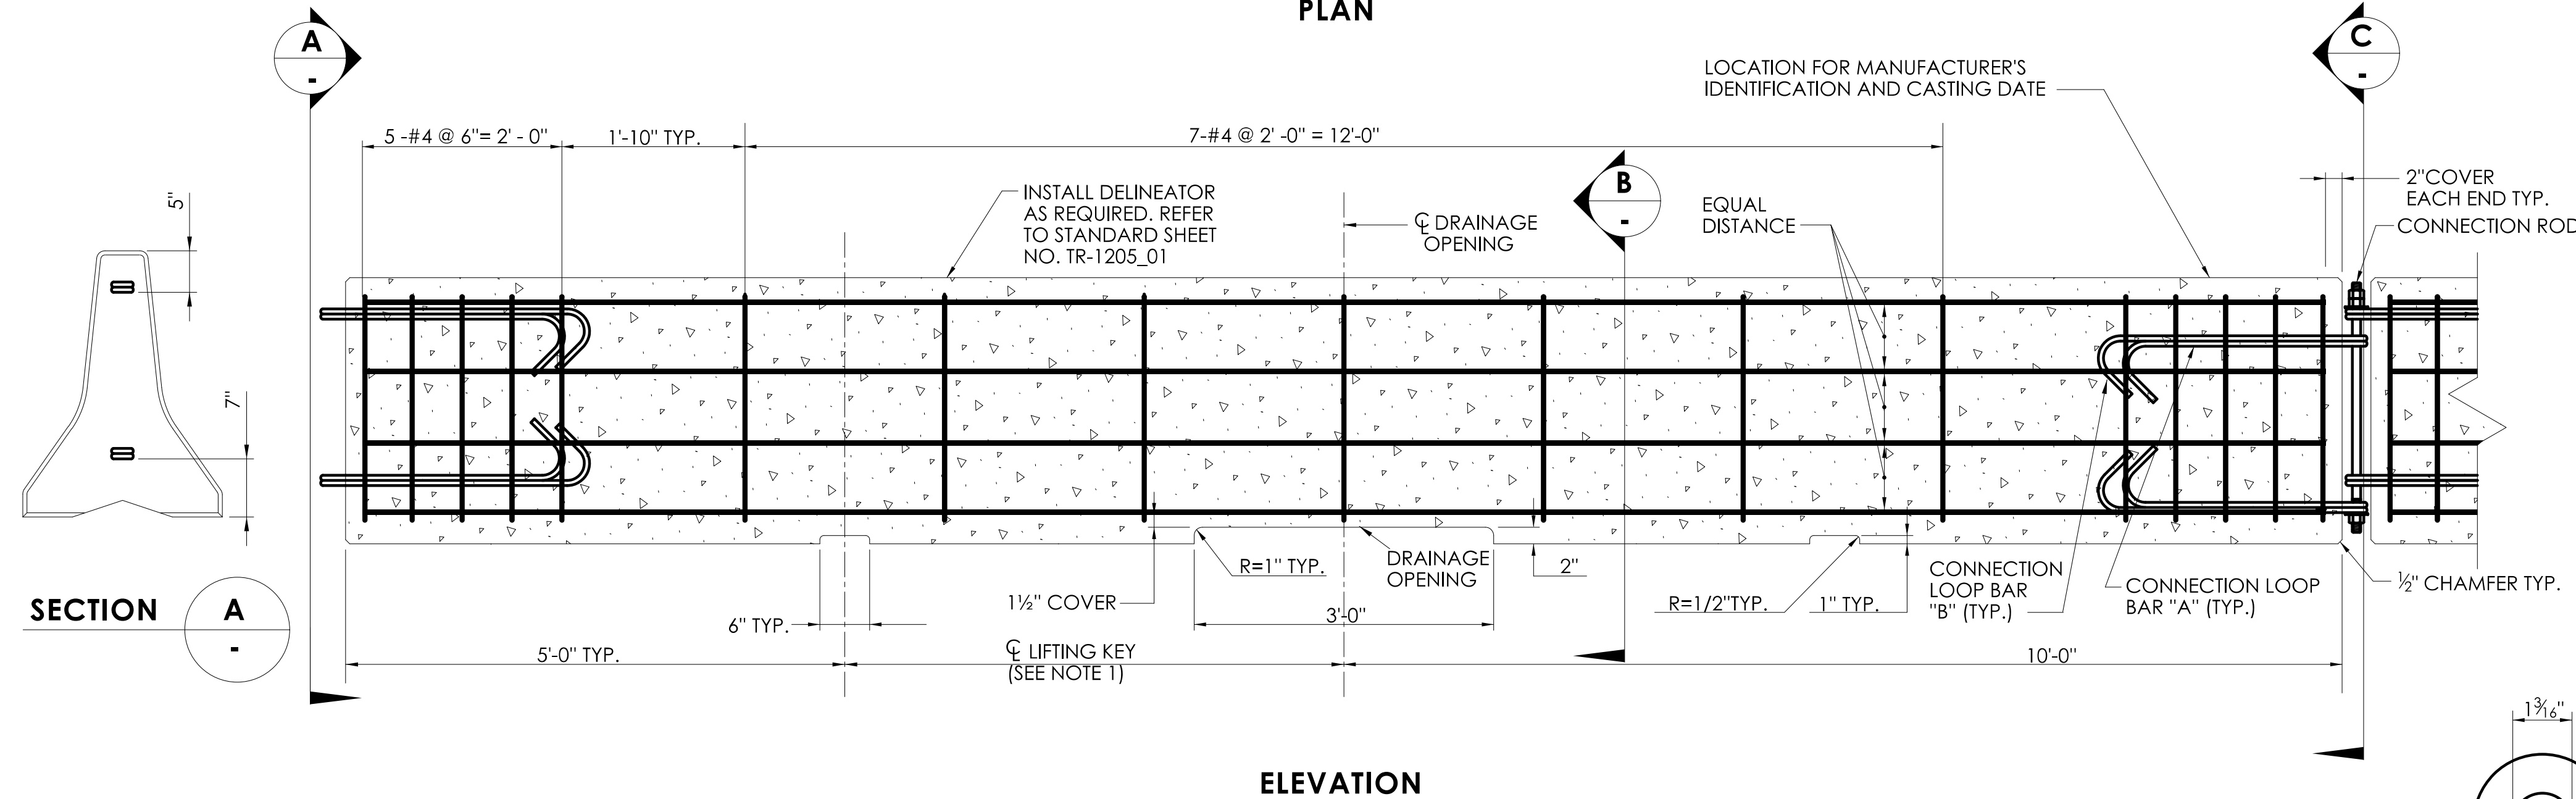 PLAN
A
-
C
-
LOCATION FOR MANUFACTURER'S
IDENTIFICATION AND CASTING DATE
5 -#4 @ 6"= 2' - 0"
1'-10" TYP.
7-#4 @ 2' -0" = 12'-0"
B
-
INSTALL DELINEATOR
AS REQUIRED. REFER
TO STANDARD SHEET
NO. TR-1205_01
℄ DRAINAGE
OPENING
EQUAL
DISTANCE
2"COVER
EACH END TYP.
CONNECTION ROD
5"
7"
SECTION
A
-
R=1" TYP.
DRAINAGE
OPENING
2"
1½" COVER
3'-0"
6" TYP.
R=1/2"TYP.
1" TYP.
CONNECTION
LOOP BAR
"B" (TYP.)
CONNECTION LOOP
BAR "A" (TYP.)
½" CHAMFER TYP.
5'-0" TYP.
℄ LIFTING KEY
(SEE NOTE 1)
10'-0"
1³⁄₁₆"
ELEVATION